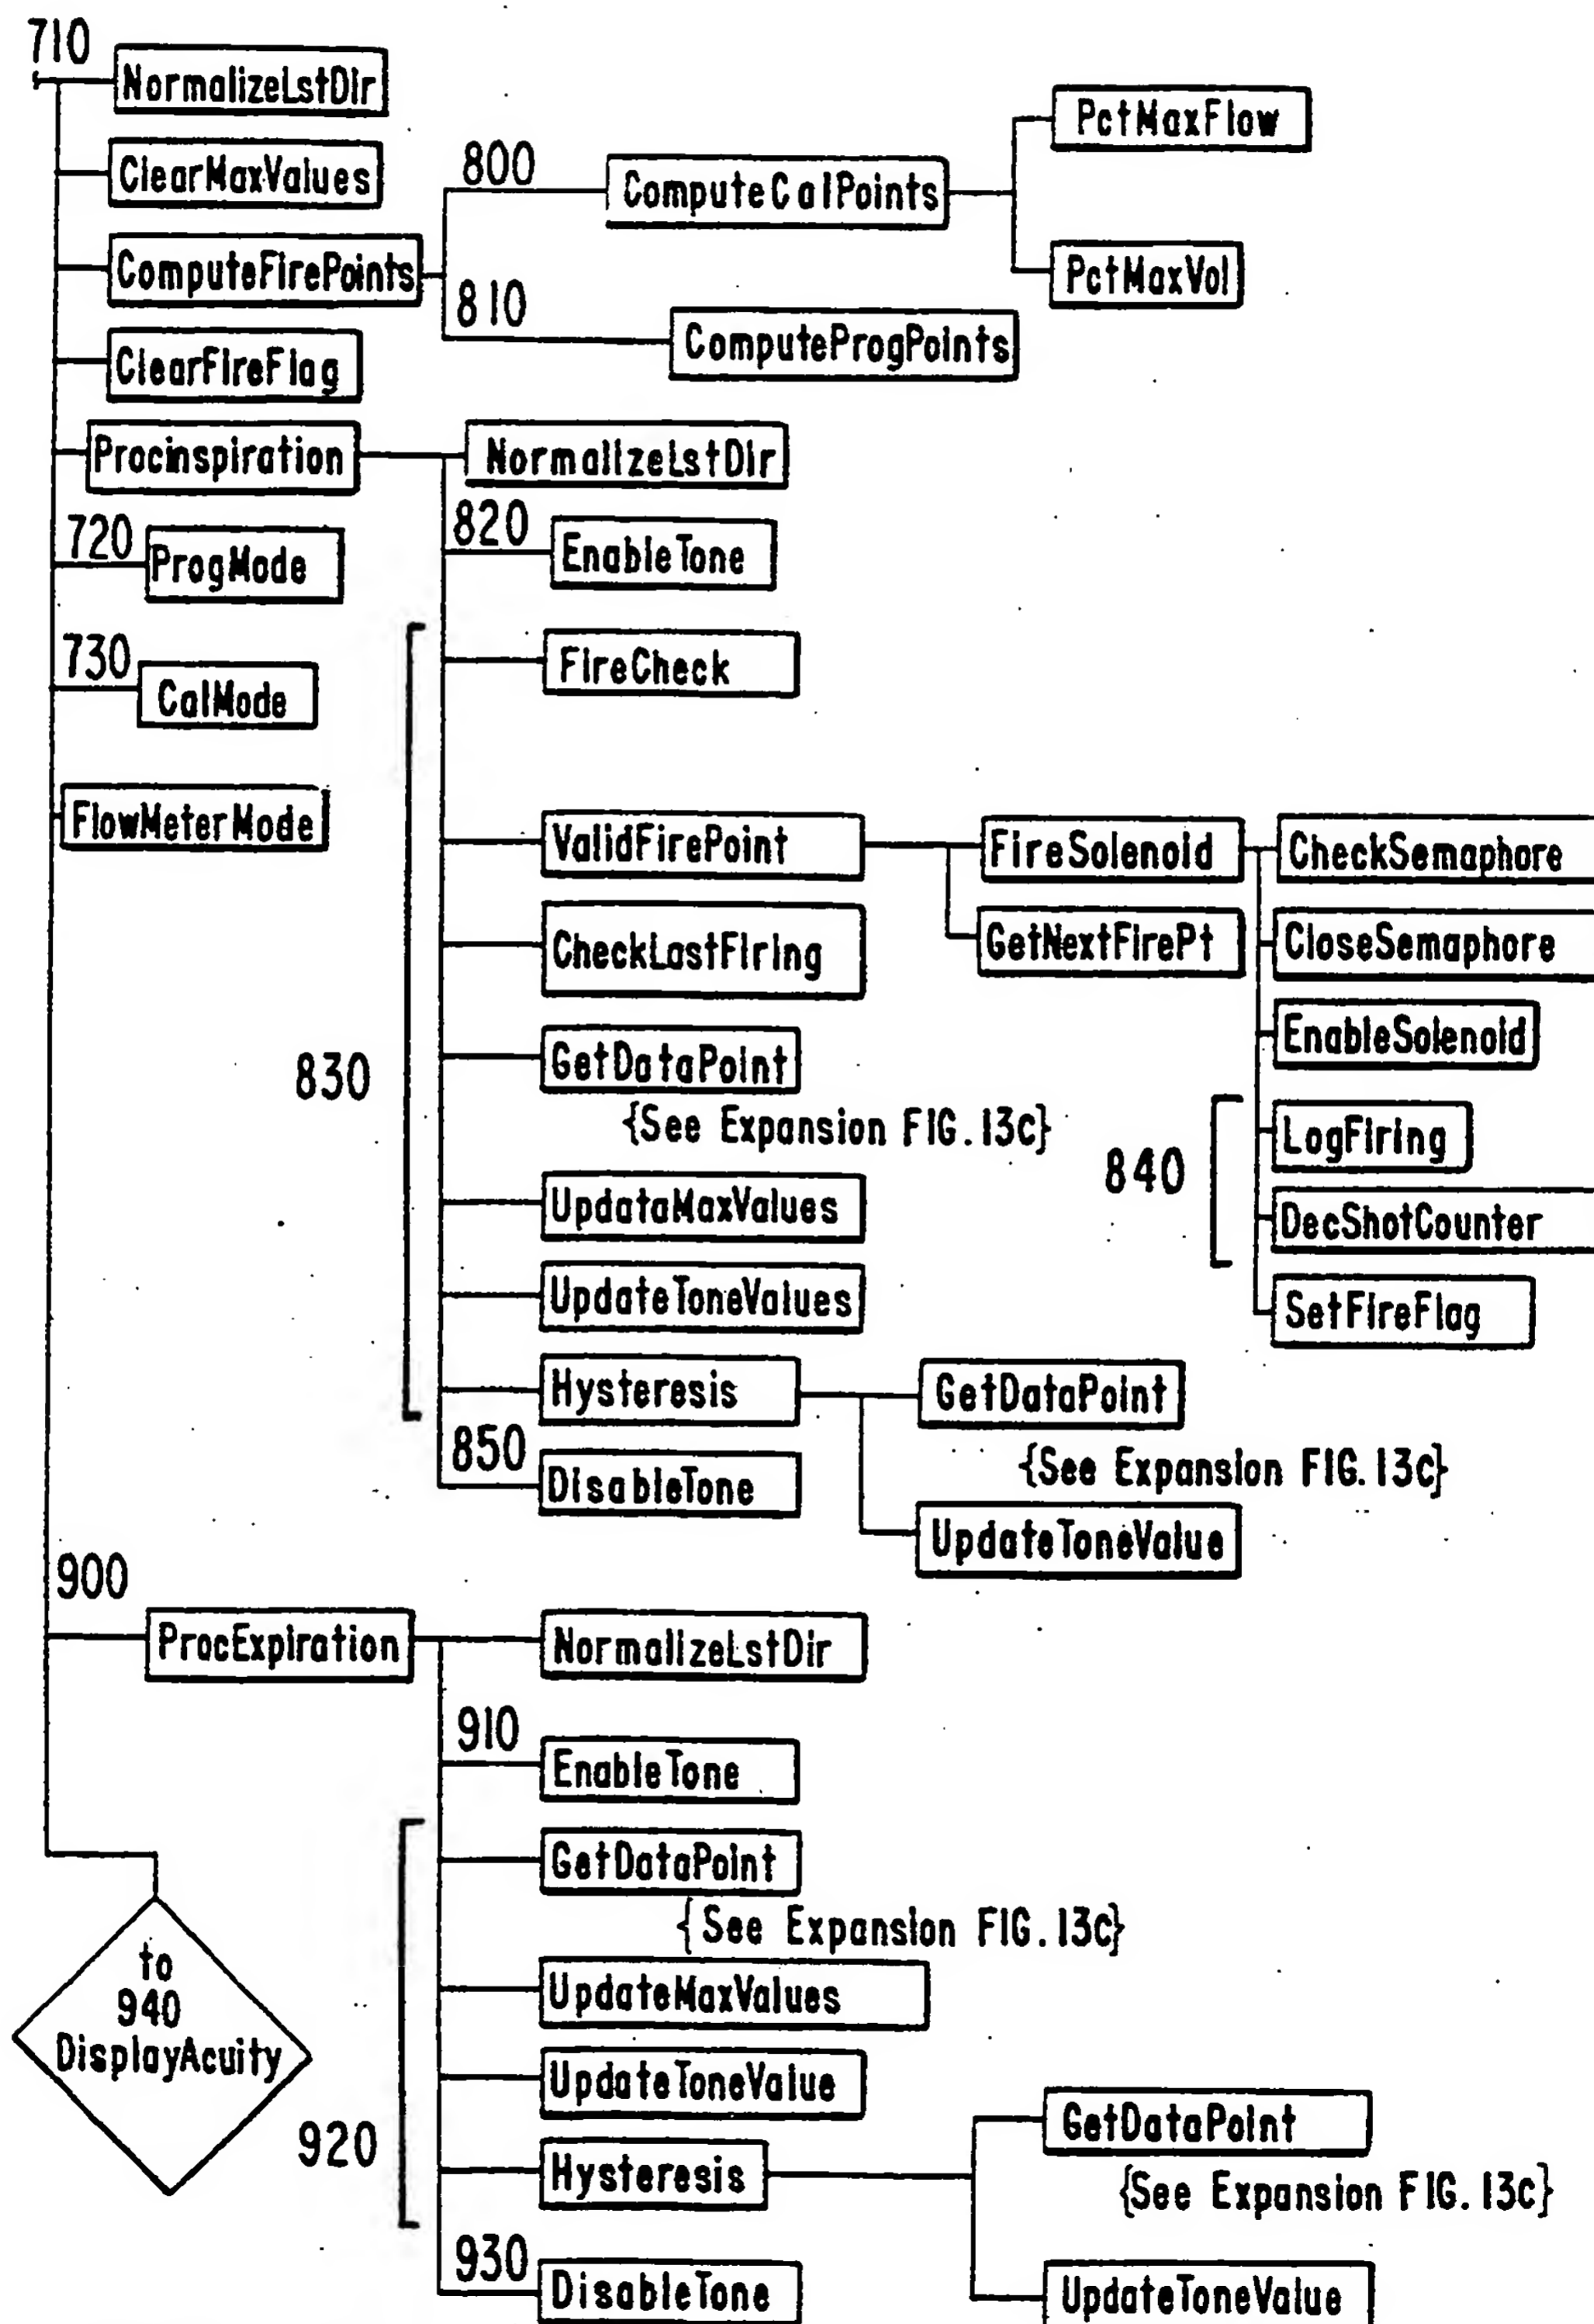 710
NormalizeLstDir
ClearMaxValues
ComputeFirePoints
800
ComputeCalPoints
PctMaxFlow
PctMaxVol
810
ComputeProgPoints
ClearFireFlag
Procinspiration
NormalizeLstDir
720
ProgMode
820
EnableTone
730
CalMode
FireCheck
FlowMeterMode
ValidFirePoint
FireSolenoid
CheckSemaphore
CheckLastFiring
GetNextFirePt
CloseSemaphore
830
GetDataPoint
{See Expansion FIG. 13c}
EnableSolenoid
840
LogFiring
UpdataMaxValues
DecShotCounter
UpdateToneValues
SetFireFlag
Hysteresis
GetDataPoint
{See Expansion FIG. 13c}
850
DisableTone
UpdateToneValue
900
ProcExpiration
NormalizeLstDir
910
EnableTone
GetDataPoint
{See Expansion FIG. 13c}
to
940
DisplayAcuity
UpdateMaxValues
UpdateToneValue
920
Hysteresis
GetDataPoint
{See Expansion FIG. 13c}
930
DisableTone
UpdateToneValue